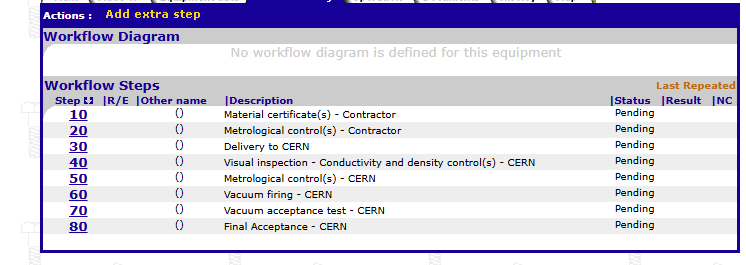 Actions : Add extra step
Workflow Diagram
No workflow diagram is defined for this equipment
Workflow Steps
Last Repeated
Step |R/E |Other name |Description |Status |Result |NC
10 () Material certificate(s) - Contractor Pending
20 () Metrological control(s) - Contractor Pending
30 () Delivery to CERN Pending
40 () Visual inspection - Conductivity and density control(s) - CERN Pending
50 () Metrological control(s) - CERN Pending
60 () Vacuum firing - CERN Pending
70 () Vacuum acceptance test - CERN Pending
80 () Final Acceptance - CERN Pending